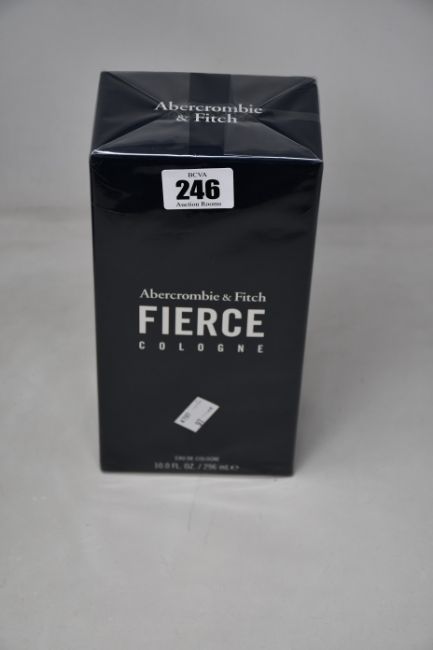 Abercrombie
& Fitch
BCVA
246
Auction Rooms
Abercrombie & Fitch
FIERCE
COLOGNE
EAU DE COLOGNE
10.0 FL. OZ. / 296 mL e